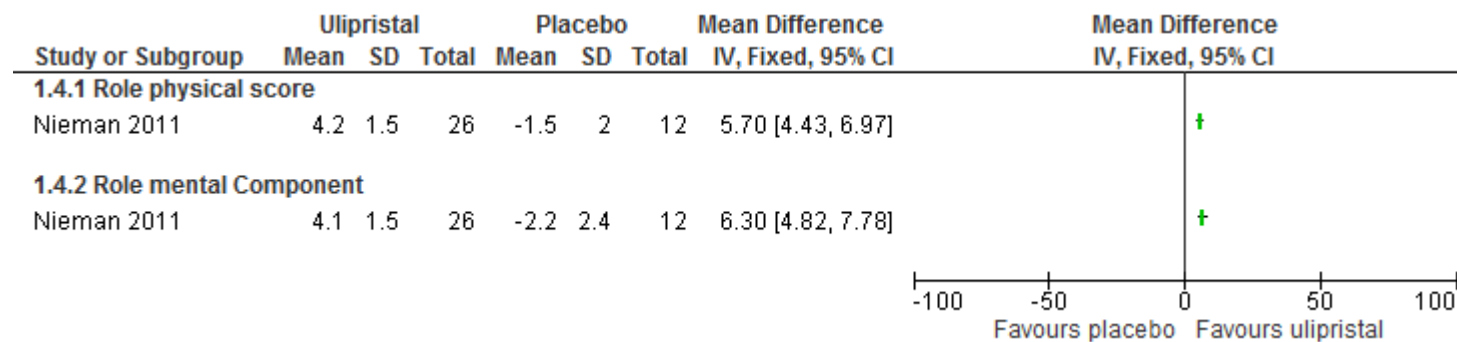 Ulipristal Placebo Mean Difference Mean Difference
Study or Subgroup Mean SD Total Mean SD Total IV, Fixed, 95% CI IV, Fixed, 95% CI
1.4.1 Role physical score
Nieman 2011 4.2 1.5 26 -1.5 2 12 5.70 [4.43, 6.97]
1.4.2 Role mental Component
Nieman 2011 4.1 1.5 26 -2.2 2.4 12 6.30 [4.82, 7.78]
-100 -50 0 50 100
Favours placebo Favours ulipristal